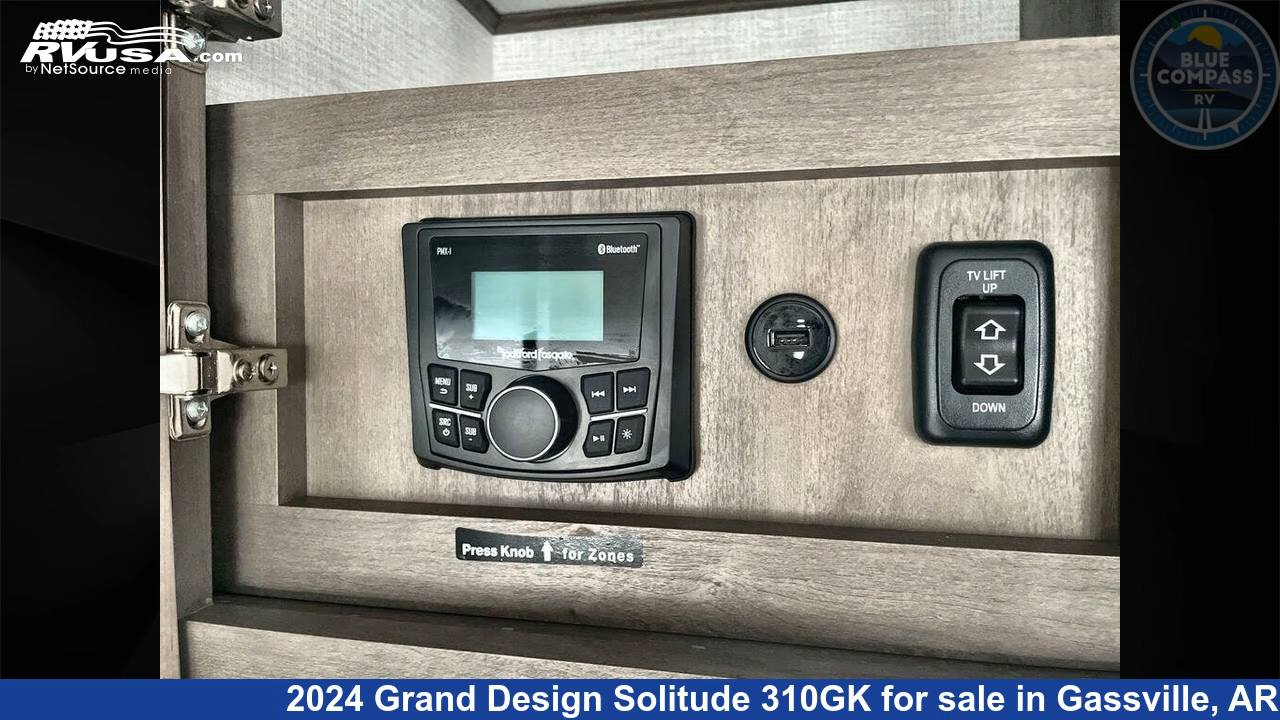 RVUSA.com
by NetSource media
BLUE
COMPASS
RV
PMX-1
Bluetooth™
Rockford Fosgate
MENU
SUB
+
SRC
SUB
-
TV LIFT
UP
DOWN
Press Knob ⬆ for Zones
2024 Grand Design Solitude 310GK for sale in Gassville, AR